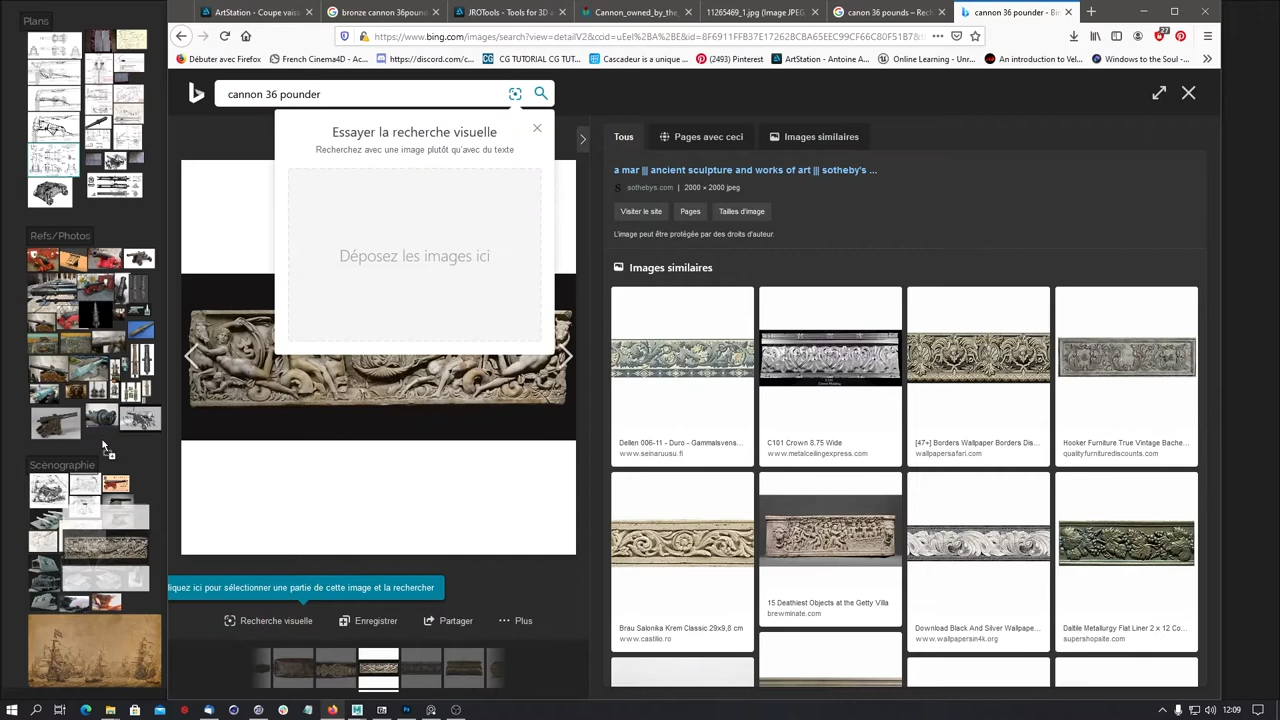 Plans
Refs/Photos
Scénographie
ArtStation - Coupe vais
bronze cannon 36pound
JROTools - Tools for 3D a
Cannon_owned_by_the_
11265469_1.jpg (Image JPEG
canon 36 pounds – Rech
cannon 36 pounder - Bin
https://www.bing.com/images/search?view=detailV2&ccid=uEel%2BA%2BE&id=8F6911FFB37E17262BCBA65EEC99CF66C80F5U7&t
27
Débuter avec Firefox
French Cinema4D - Ac...
https://discord.com/c...
CG TUTORIAL CG TUT...
Cascadeur is a unique ...
(2493) Pinterest
ArtStation - Antoine A...
Online Learning - Unr...
An introduction to Vel...
Windows to the Soul -...
cannon 36 pounder
Essayer la recherche visuelle
Recherchez avec une image plutôt qu'avec du texte
Déposez les images ici
Tous
Pages avec ceci
Images similaires
a mar ||| ancient sculpture and works of art ||| sotheby's ...
S sothebys.com | 2000 × 2000 jpeg
Visiter le site
Pages
Tailles d'image
L'image peut être protégée par des droits d'auteur.
Images similaires
Dellen 006-11 - Duro - Gammalsvens...
www.seinaruusu.fi
C101 Crown 8.75 Wide
www.metalceilingexpress.com
[47+] Borders Wallpaper Borders Dis...
wallpapersafari.com
Hooker Furniture True Vintage Bache...
qualityfurniturediscounts.com
Brau Salonika Krem Classic 29x9,8 cm
www.castillo.ro
15 Deathiest Objects at the Getty Villa
brewminate.com
Download Black And Silver Wallpape...
www.wallpapersin4k.org
Daltile Metallurgy Flat Liner 2 × 12 Co...
supershopsite.com
liquez ici pour sélectionner une partie de cette image et la rechercher
Recherche visuelle
Enregistrer
Partager
Plus
12:09